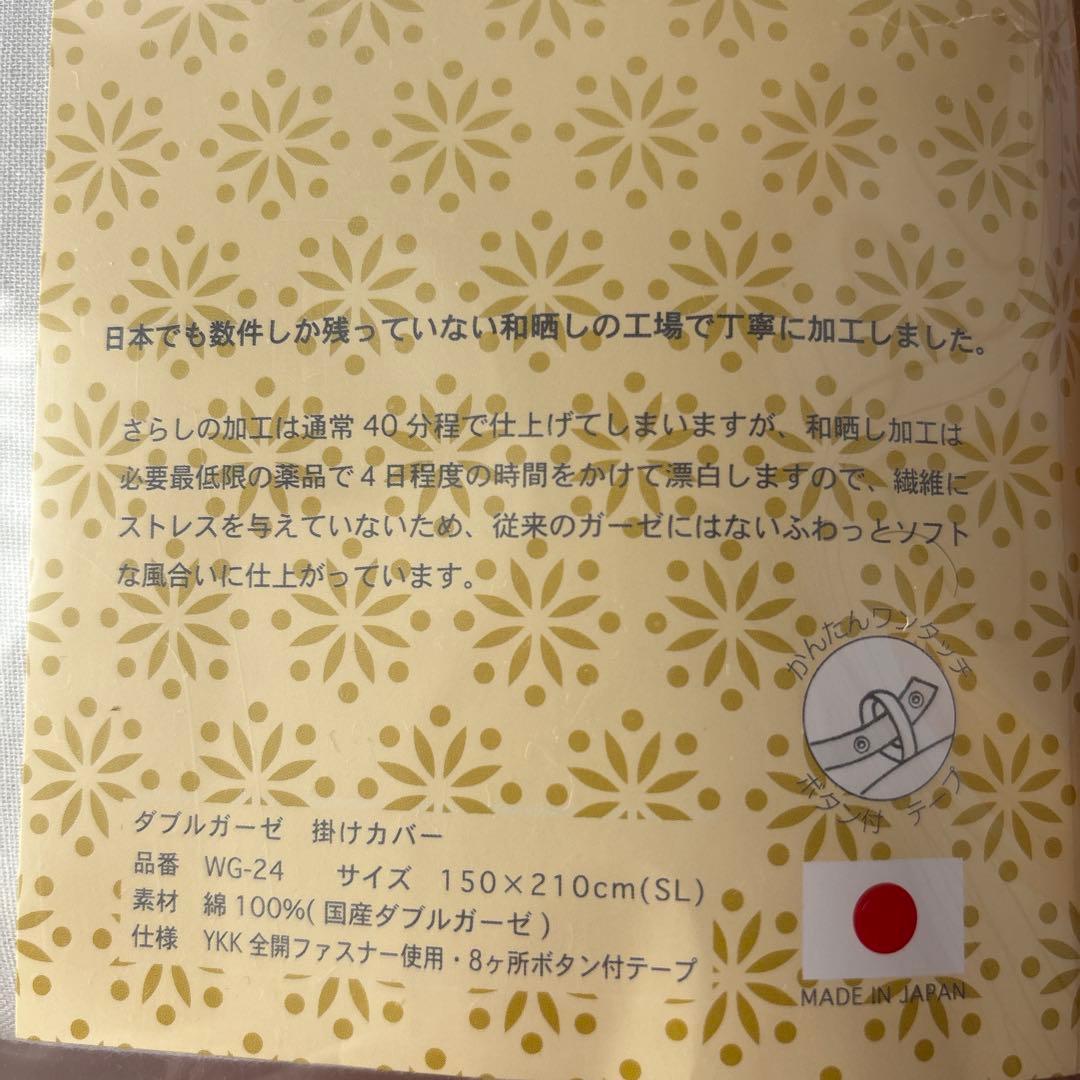 日本でも数件しか残っていない和晒しの工場で丁寧に加工しました。
さらしの加工は通常 40 分程で仕上げてしまいますが、和晒し加工は
必要最低限の薬品で 4 日程度の時間をかけて漂白しますので、繊維に
ストレスを与えていないため、従来のガーゼにはないふわっとソフト
な風合いに仕上がっています。
かんたんワンタッチ
ボタン付 テープ
ダブルガーゼ 掛けカバー
品番 WG-24 サイズ 150×210cm(SL)
素材 綿 100%( 国産ダブルガーゼ )
仕様 YKK 全開ファスナー使用・8ヶ所ボタン付テープ
MADE IN JAPAN